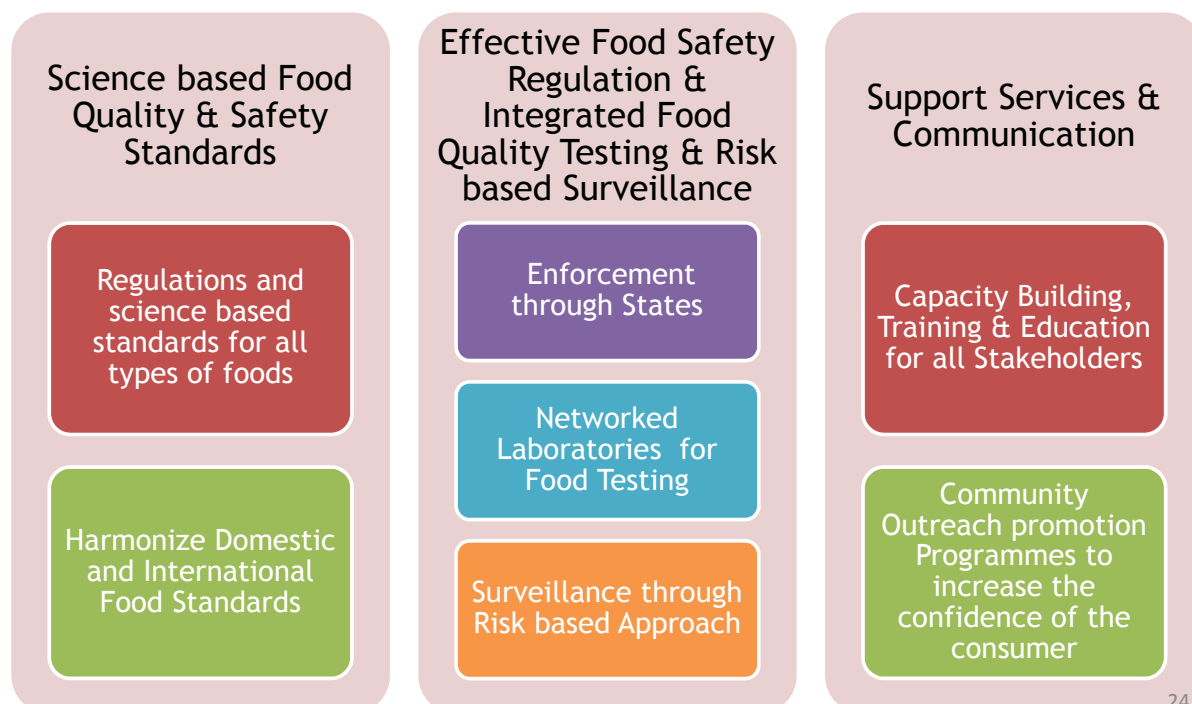 Science based Food
Quality & Safety
Standards
Regulations and
science based
standards for all
types of foods
Harmonize Domestic
and International
Food Standards
Effective Food Safety
Regulation &
Integrated Food
Quality Testing & Risk
based Surveillance
Enforcement
through States
Networked
Laboratories for
Food Testing
Surveillance through
Risk based Approach
Support Services &
Communication
Capacity Building,
Training & Education
for all Stakeholders
Community
Outreach promotion
Programmes to
increase the
confidence of the
consumer
24